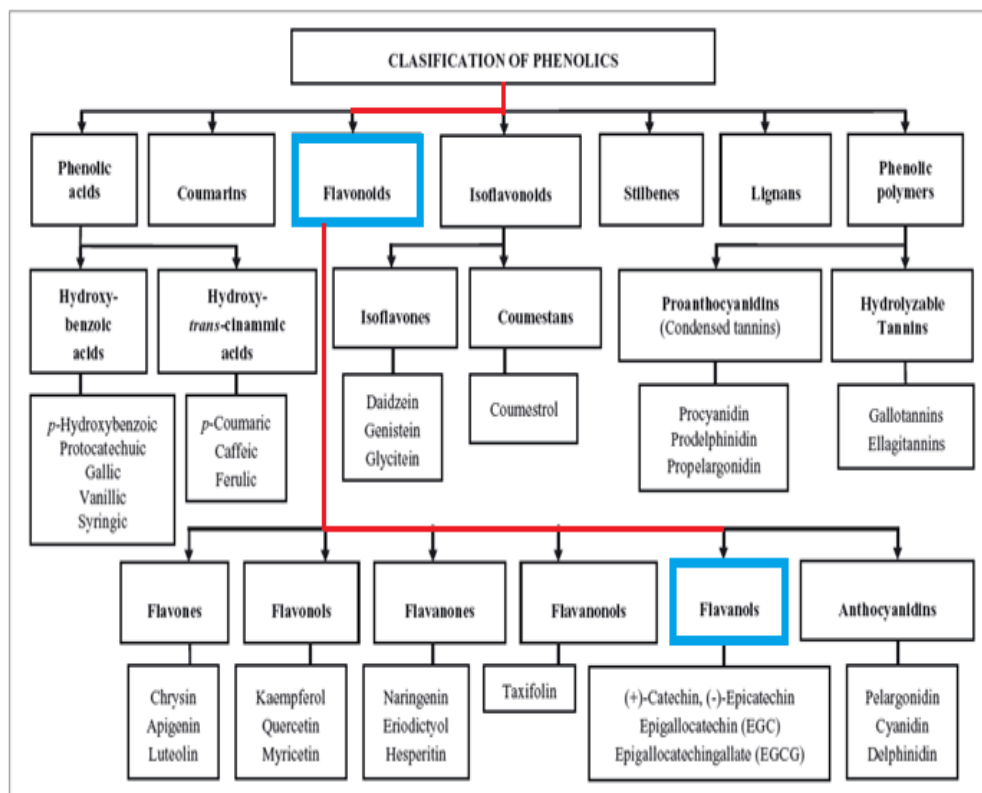 CLASIFICATION OF PHENOLICS
Phenolic
acids
Coumarins
Flavonoids
Isoflavonoids
Stilbenes
Lignans
Phenolic
polymers
Hydroxy-
benzoic
acids
Hydroxy-
trans-cinammic
acids
Isoflavones
Coumestans
Proanthocyanidins
(Condensed tannins)
Hydrolyzable
Tannins
p-Hydroxybenzoic
Protocatechuic
Gallic
Vanillic
Syringic
p-Coumaric
Caffeic
Ferulic
Daidzein
Genistein
Glycitein
Coumestrol
Procyanidin
Prodelphinidin
Propelargonidin
Gallotannins
Ellagitannins
Flavones
Flavonols
Flavanones
Flavanonols
Flavanols
Anthocyanidins
Chrysin
Apigenin
Luteolin
Kaempferol
Quercetin
Myricetin
Naringenin
Eriodictyol
Hesperitin
Taxifolin
(+)-Catechin, (-)-Epicatechin
Epigallocatechin (EGC)
Epigallocatechingallate (EGCG)
Pelargonidin
Cyanidin
Delphinidin